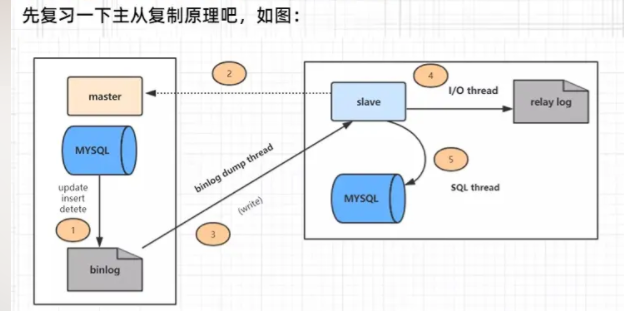 先复习一下主从复制原理吧，如图：
master
2
slave
4
I/O thread
relay log
MYSQL
update
insert
detete
1
binlog
binlog dump thread
(write)
3
5
MYSQL
SQL thread